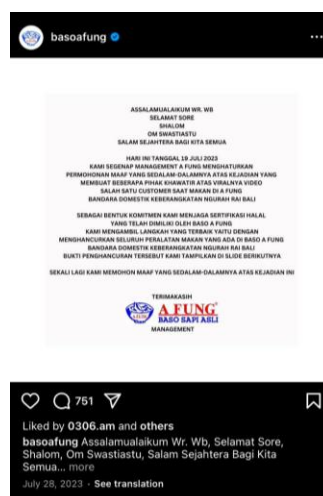 basoafung
ASSALAMUALAIKUM WR. WB
SELAMAT SORE
SHALOM
OM SWASTIASTU
SALAM SEJAHTERA BAGI KITA SEMUA
HARI INI TANGGAL 19 JULI 2023
KAMI SEGENAP MANAGEMENT A FUNG MENGHATURKAN
PERMOHONAN MAAF YANG SEDALAM-DALAMNYA ATAS KEJADIAN YANG
MEMBUAT BEBERAPA PIHAK KHAWATIR ATAS VIRALNYA VIDEO
SALAH SATU CUSTOMER SAAT MAKAN DI A FUNG
BANDARA DOMESTIK KEBERANGKATAN NGURAH RAI BALI
SEBAGAI BENTUK KOMITMEN KAMI MENJAGA SERTIFIKASI HALAL
YANG TELAH DIMILIKI OLEH BASO A FUNG
KAMI MENGAMBIL LANGKAH YANG TERBAIK YAITU DENGAN
MENGHANCURKAN SELURUH PERALATAN MAKAN YANG ADA DI BASO A FUNG
BANDARA DOMESTIK KEBERANGKATAN NGURAH RAI BALI
BUKTI PENGHANCURAN TERSEBUT KAMI TAMPILKAN DI SLIDE BERIKUTNYA
SEKALI LAGI KAMI MEMOHON MAAF YANG SEDALAM-DALAMNYA ATAS KEJADIAN INI
TERIMAKASIH
A FUNG
BASO SAPI ASLI
MANAGEMENT
751
Liked by 0306.am and others
basoafung Assalamualaikum Wr. Wb, Selamat Sore,
Shalom, Om Swastiastu, Salam Sejahtera Bagi Kita
Semua... more
July 28, 2023 · See translation